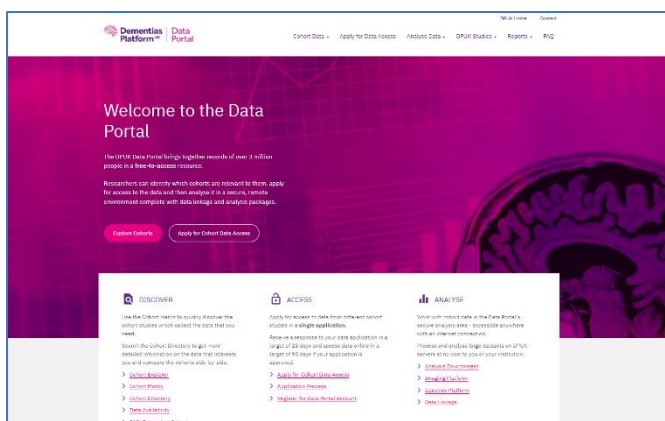 DPUK Home Contact
Dementias Platform UK | Data Portal
Cohort Data Apply for Data Access Analyse Data DPUK Studies Reports FAQ
Welcome to the Data
Portal
The DPUK Data Portal brings together records of over 3 million
people in a free-to-access resource.
Researchers can identify which cohorts are relevant to them, apply
for access to the data and then analyse it in a secure, remote
environment complete with data linkage and analysis packages.
Explore Cohorts Apply for Cohort Data Access
DISCOVER
Use the Cohort Matrix to quickly discover the
cohort studies which collect the data that you
need.
Search the Cohort Directory to get more
detailed information on the data that interests
you and compare the cohorts side-by-side.
> Cohort Explorer
> Cohort Matrix
> Cohort Directory
> Data Availability
ACCESS
Apply for access to data from different cohort
studies in a single application.
Receive a response to your data application in a
target of 25 days and access data online in a
target of 90 days if your application is
approved.
> Apply for Cohort Data Access
> Application Process
> Register for Data Portal Account
ANALYSE
Work with cohort data in the Data Portal's
secure analysis area - accessible anywhere
with an internet connection.
Process and analyse large datasets on DPUK
servers at no cost to you or your institution.
> Analysis Environment
> Imaging Platform
> Genetics Platform
> Data Linkage